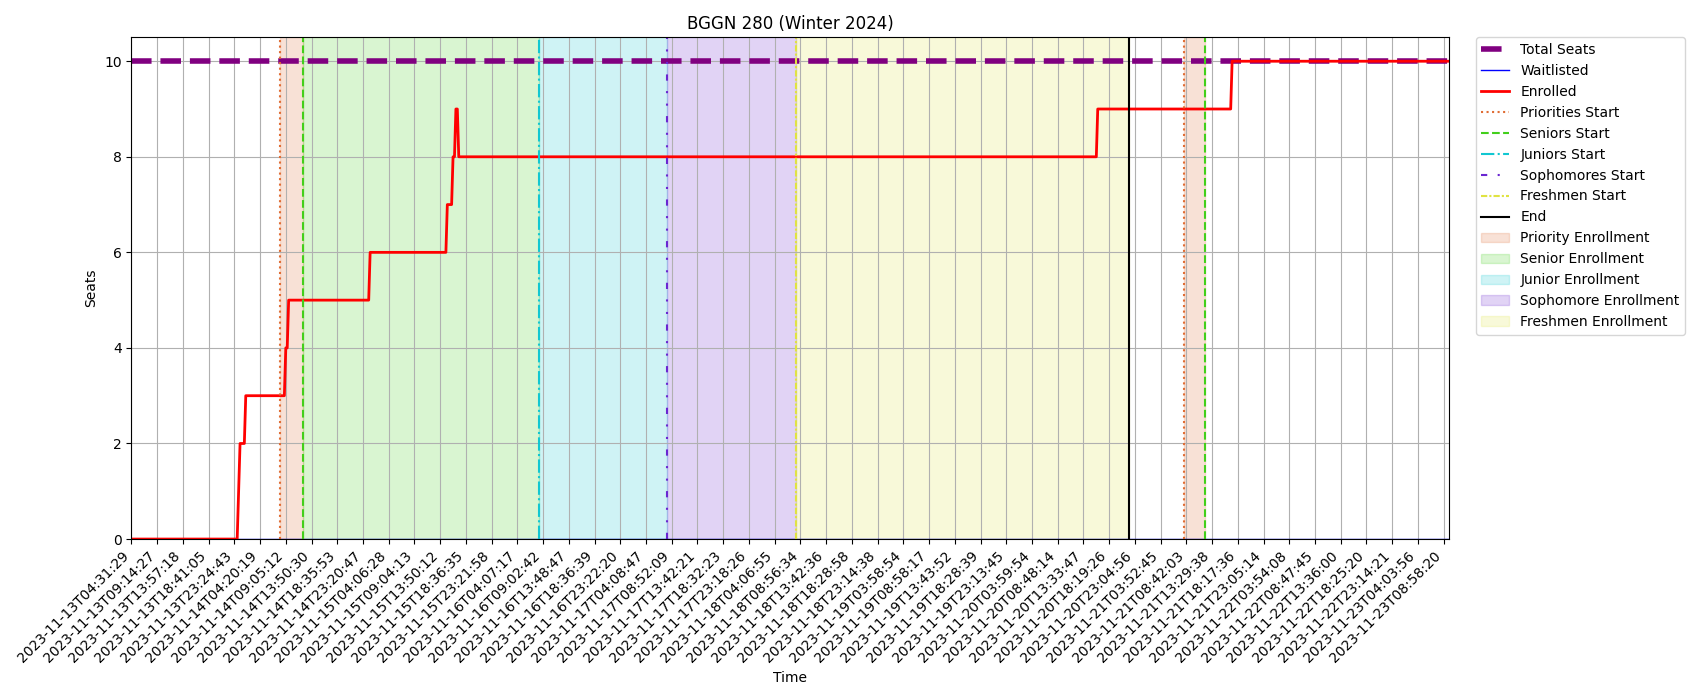 BGGN 280 (Winter 2024)
Seats
10
8
6
4
2
0
2023-11-13T04:31:29
2023-11-13T09:14:27
2023-11-13T13:57:18
2023-11-13T18:41:05
2023-11-13T23:24:43
2023-11-14T04:20:19
2023-11-14T09:05:12
2023-11-14T13:50:30
2023-11-14T18:35:53
2023-11-14T23:20:47
2023-11-15T04:06:28
2023-11-15T09:04:13
2023-11-15T13:50:12
2023-11-15T18:36:35
2023-11-15T23:21:58
2023-11-16T04:07:17
2023-11-16T09:02:42
2023-11-16T13:48:47
2023-11-16T18:36:39
2023-11-16T23:22:20
2023-11-17T04:08:47
2023-11-17T08:52:09
2023-11-17T13:42:21
2023-11-17T18:32:23
2023-11-17T23:18:26
2023-11-18T04:06:55
2023-11-18T08:56:34
2023-11-18T13:42:36
2023-11-18T18:28:58
2023-11-18T23:14:38
2023-11-19T03:58:54
2023-11-19T08:58:17
2023-11-19T13:43:52
2023-11-19T18:28:39
2023-11-19T23:13:45
2023-11-20T03:59:54
2023-11-20T08:48:14
2023-11-20T13:33:47
2023-11-20T18:19:26
2023-11-20T23:04:56
2023-11-21T03:52:45
2023-11-21T08:42:03
2023-11-21T13:29:38
2023-11-21T18:17:36
2023-11-21T23:05:14
2023-11-22T03:54:08
2023-11-22T08:47:45
2023-11-22T13:36:00
2023-11-22T18:25:20
2023-11-22T23:14:21
2023-11-23T04:03:56
2023-11-23T08:58:20
Time
Total Seats
Waitlisted
Enrolled
Priorities Start
Seniors Start
Juniors Start
Sophomores Start
Freshmen Start
End
Priority Enrollment
Senior Enrollment
Junior Enrollment
Sophomore Enrollment
Freshmen Enrollment